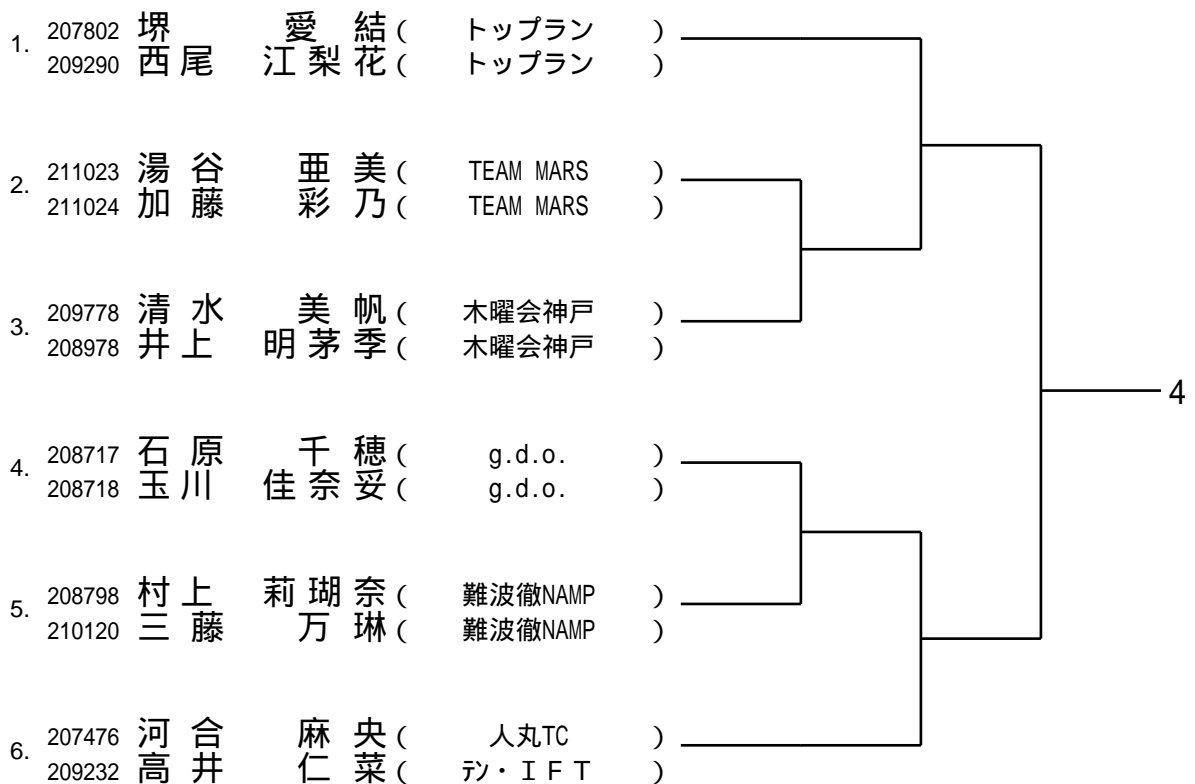 1. 207802 堺 愛 結 ( トップラン )
209290 西尾 江梨花 ( トップラン )
2. 211023 湯 谷 亜 美 ( TEAM MARS )
211024 加 藤 彩 乃 ( TEAM MARS )
3. 209778 清 水 美 帆 ( 木曜会神戸 )
208978 井上 明茅季 ( 木曜会神戸 )
4. 208717 石 原 千 穂 ( g.d.o. )
208718 玉川 佳奈妥 ( g.d.o. )
4
5. 208798 村上 莉瑚奈 ( 難波徹NAMP )
210120 三 藤 万 琳 ( 難波徹NAMP )
6. 207476 河 合 麻 央 ( 人丸TC )
209232 高 井 仁 菜 ( テン・ＩＦＴ )